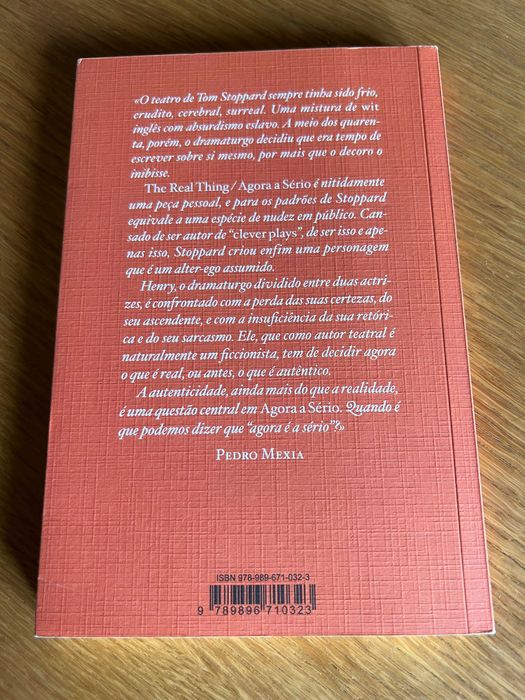 «O teatro de Tom Stoppard sempre tinha sido frio,
erudito, cerebral, surreal. Uma mistura de wit
inglês com absurdismo eslavo. A meio dos quaren-
ta, porém, o dramaturgo decidiu que era tempo de
escrever sobre si mesmo, por mais que o decoro o
inibisse.
The Real Thing/Agora a Sério é nitidamente
uma peça pessoal, e para os padrões de Stoppard
equivale a uma espécie de nudez em público. Can-
sado de ser autor de “clever plays”, de ser isso e ape-
nas isso, Stoppard criou enfim uma personagem
que é um alter-ego assumido.
Henry, o dramaturgo dividido entre duas actri-
zes, é confrontado com a perda das suas certezas, do
seu ascendente, e com a insuficiência da sua retóri-
ca e do seu sarcasmo. Ele, que como autor teatral é
naturalmente um ficcionista, tem de decidir agora
o que é real, ou antes, o que é autêntico.
A autenticidade, ainda mais do que a realidade,
é uma questão central em Agora a Sério. Quando é
que podemos dizer que “agora é a sério”?»
PEDRO MEXIA
ISBN 978-989-671-032-3
9 789896 710323